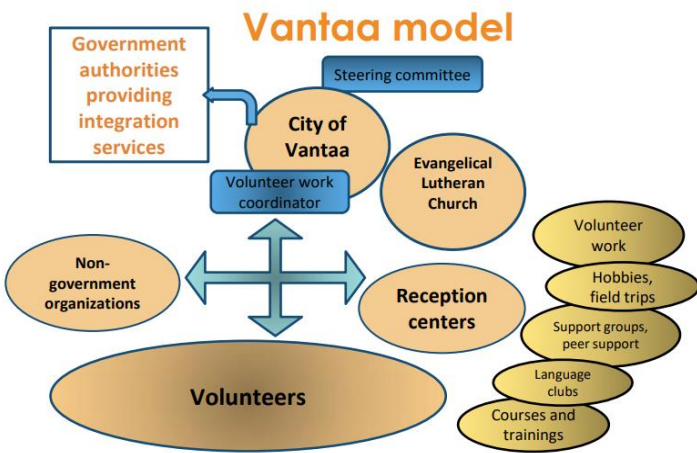 Vantaa model
Government
authorities
providing
integration
services
Steering committee
City of
Vantaa
Volunteer work
coordinator
Evangelical
Lutheran
Church
Non-
government
organizations
Reception
centers
Volunteers
Volunteer
work
Hobbies,
field trips
Support groups,
peer support
Language
clubs
Courses and
trainings